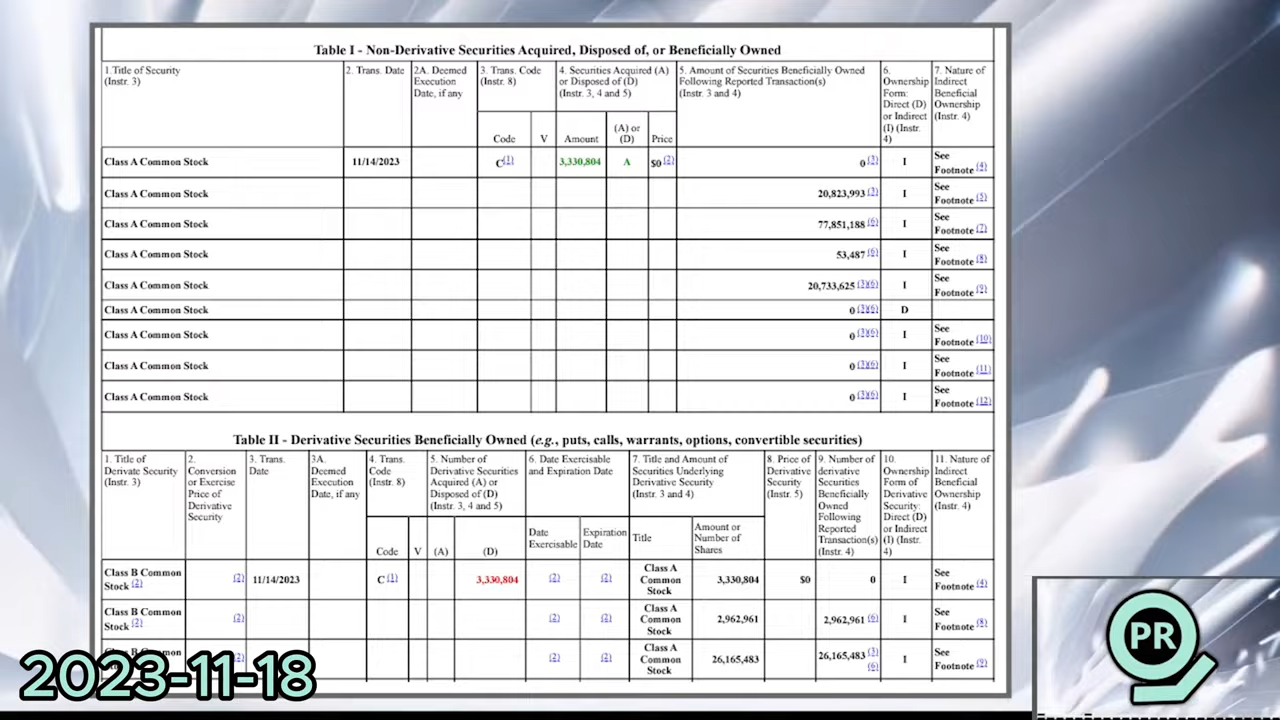 Table I - Non-Derivative Securities Acquired, Disposed of, or Beneficially Owned
1.Title of Security
(Instr. 3)
2. Trans. Date
2A. Deemed
Execution
Date, if any
3. Trans. Code
(Instr. 8)
4. Securities Acquired (A)
or Disposed of (D)
(Instr. 3, 4 and 5)
5. Amount of Securities Beneficially Owned
Following Reported Transaction(s)
(Instr. 3 and 4)
6.
Ownership
Form:
Direct (D)
or Indirect
(I) (Instr.
4)
7. Nature of
Indirect
Beneficial
Ownership
(Instr. 4)
Code
V
Amount
(A) or
(D)
Price
Class A Common Stock 11/14/2023 C(1) 3,330,804 A $0 (2) 0 (3) I See
Footnote (4)
Class A Common Stock 20,823,993 (3) I See
Footnote (5)
Class A Common Stock 77,851,188 (6) I See
Footnote (7)
Class A Common Stock 53,487 (6) I See
Footnote (8)
Class A Common Stock 20,733,625 (3)(6) I See
Footnote (9)
Class A Common Stock 0 (3)(6) D
Class A Common Stock 0 (3)(6) I See
Footnote (10)
Class A Common Stock 0 (3)(6) I See
Footnote (11)
Class A Common Stock 0 (3)(6) I See
Footnote (12)
Table II - Derivative Securities Beneficially Owned (e.g., puts, calls, warrants, options, convertible securities)
1. Title of
Derivate Security
(Instr. 3)
2.
Conversion
or Exercise
Price of
Derivative
Security
3. Trans.
Date
3A.
Deemed
Execution
Date, if any
4. Trans.
Code
(Instr. 8)
5. Number of
Derivative Securities
Acquired (A) or
Disposed of (D)
(Instr. 3, 4 and 5)
6. Date Exercisable
and Expiration Date
7. Title and Amount of
Securities Underlying
Derivative Security
(Instr. 3 and 4)
8. Price of
Derivative
Security
(Instr. 5)
9. Number of
derivative
Securities
Beneficially
Owned
Following
Reported
Transaction(s)
(Instr. 4)
10.
Ownership
Form of
Derivative
Security:
Direct (D)
or Indirect
(I) (Instr.
4)
11. Nature of
Indirect
Beneficial
Ownership
(Instr. 4)
Code
V
(A)
(D)
Date
Exercisable
Expiration
Date
Title
Amount or
Number of
Shares
Class B Common
Stock (2)
(2)
11/14/2023
C (1)
3,330,804
(2)
(2)
Class A
Common
Stock
3,330,804
$0
0
I
See
Footnote (4)
Class B Common
Stock (2)
(2)
(2)
(2)
Class A
Common
Stock
2,962,961
2,962,961 (6)
I
See
Footnote (8)
Class B Common
(2)
(2)
(2)
Class A
Common
Stock
26,165,483
26,165,483 (3)
(6)
I
See
Footnote (9)
2023-11-18
PR